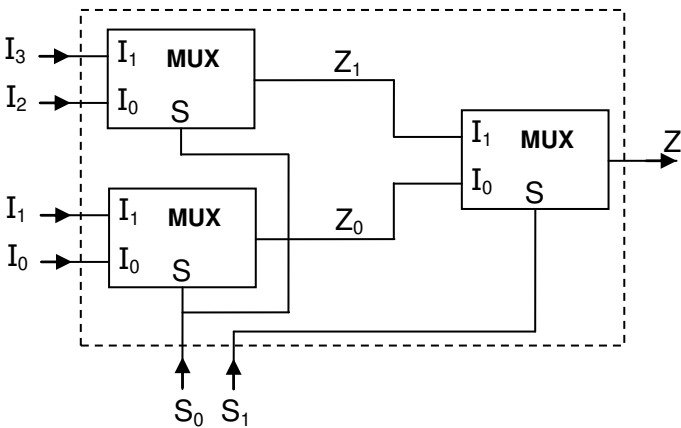 I₃
I₁ MUX
Z₁
I₂
I₀
S
I₁ MUX
Z
I₀
S
I₁
I₁ MUX
Z₀
I₀
I₀
S
S₀ S₁